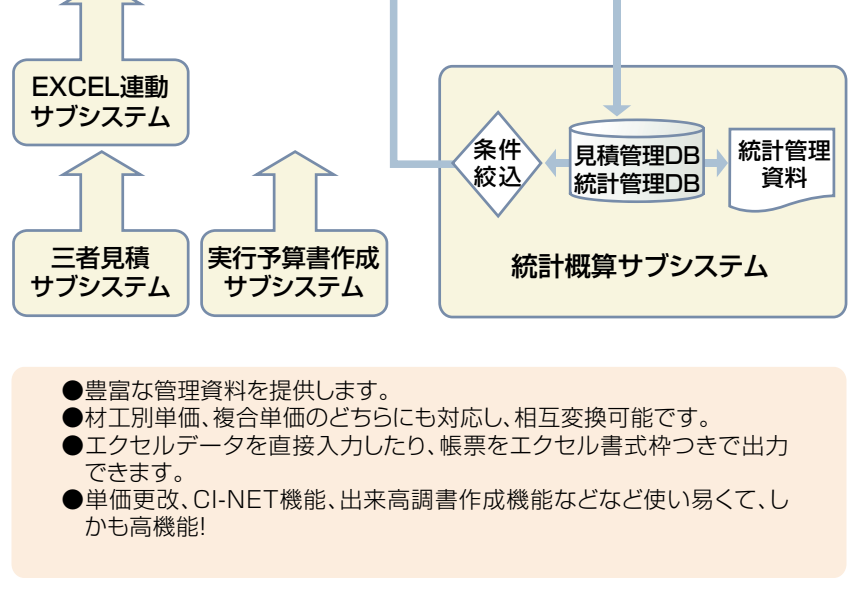 EXCEL連動
サブシステム
条件
絞込
見積管理DB
統計管理DB
統計管理
資料
三者見積
サブシステム
実行予算書作成
サブシステム
統計概算サブシステム
●豊富な管理資料を提供します。
●材工別単価、複合単価のどちらにも対応し、相互変換可能です。
●エクセルデータを直接入力したり、帳票をエクセル書式枠つきで出力
できます。
●単価更改、CI-NET機能、出来高調書作成機能などなど使い易くて、し
かも高機能!